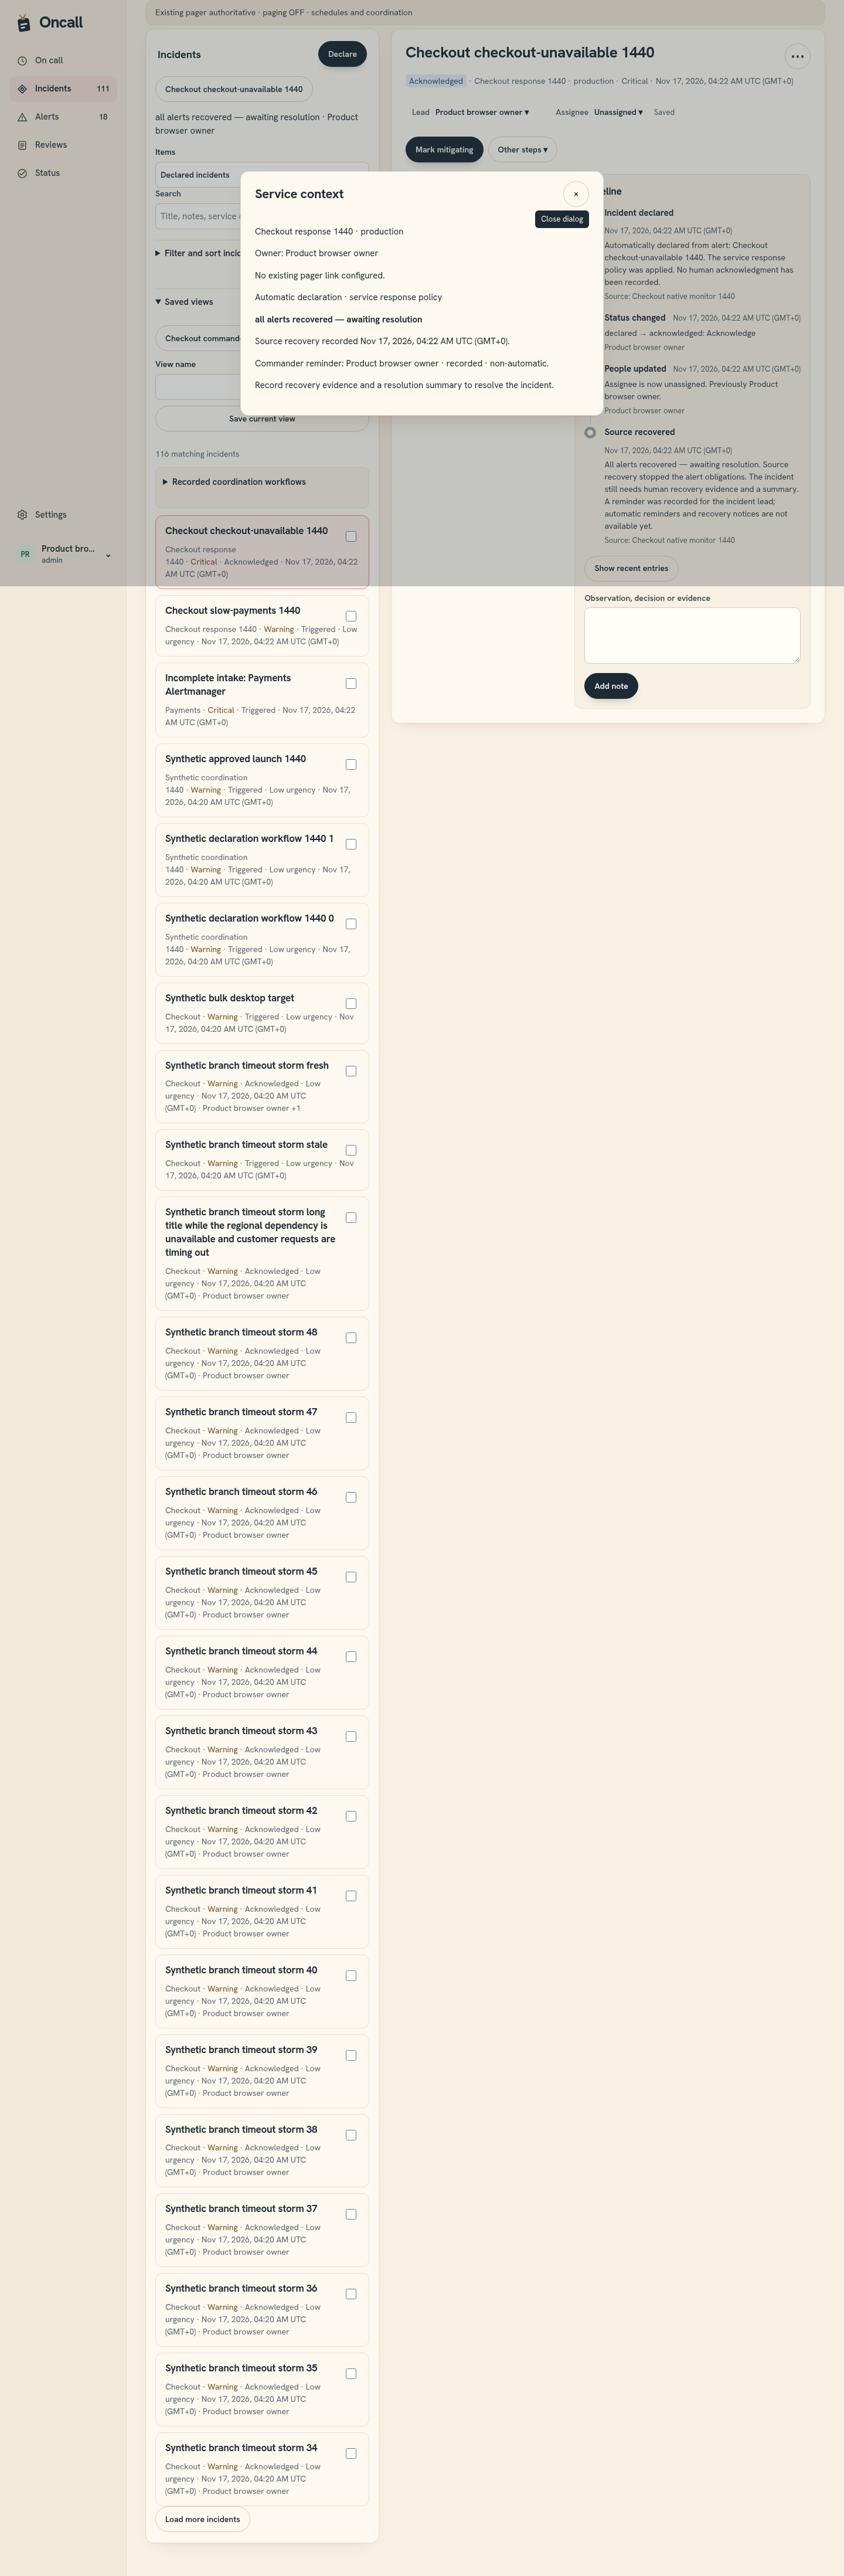 Oncall
On call
Incidents 111
Alerts 18
Reviews
Status
Settings
PR
Product bro...
admin
Existing pager authoritative · paging OFF · schedules and coordination
Incidents
Declare
Checkout checkout-unavailable 1440
all alerts recovered — awaiting resolution · Product
browser owner
Items
Declared incidents
Search
Title, notes, service
Filter and sort
Saved views
View name
Save current view
116 matching incidents
Recorded coordination workflows
Checkout checkout-unavailable 1440
Checkout response
1440 · Critical · Acknowledged · Nov 17, 2026, 04:22
AM UTC (GMT+0)
Checkout slow-payments 1440
Checkout response 1440 · Warning · Triggered · Low
urgency · Nov 17, 2026, 04:22 AM UTC (GMT+0)
Incomplete intake: Payments
Alertmanager
Payments · Critical · Triggered · Nov 17, 2026, 04:22
AM UTC (GMT+0)
Synthetic approved launch 1440
Synthetic coordination
1440 · Warning · Triggered · Low urgency · Nov 17,
2026, 04:20 AM UTC (GMT+0)
Synthetic declaration workflow 1440 1
Synthetic coordination
1440 · Warning · Triggered · Low urgency · Nov 17,
2026, 04:20 AM UTC (GMT+0)
Synthetic declaration workflow 1440 0
Synthetic coordination
1440 · Warning · Triggered · Low urgency · Nov 17,
2026, 04:20 AM UTC (GMT+0)
Synthetic bulk desktop target
Checkout · Warning · Triggered · Low urgency · Nov
17, 2026, 04:20 AM UTC (GMT+0)
Synthetic branch timeout storm fresh
Checkout · Warning · Acknowledged · Low
urgency · Nov 17, 2026, 04:20 AM UTC
(GMT+0) · Product browser owner +1
Synthetic branch timeout storm stale
Checkout · Warning · Triggered · Low urgency · Nov
17, 2026, 04:20 AM UTC (GMT+0)
Synthetic branch timeout storm long
title while the regional dependency is
unavailable and customer requests are
timing out
Checkout · Warning · Acknowledged · Low
urgency · Nov 17, 2026, 04:20 AM UTC
(GMT+0) · Product browser owner
Synthetic branch timeout storm 48
Checkout · Warning · Acknowledged · Low
urgency · Nov 17, 2026, 04:20 AM UTC
(GMT+0) · Product browser owner
Synthetic branch timeout storm 47
Checkout · Warning · Acknowledged · Low
urgency · Nov 17, 2026, 04:20 AM UTC
(GMT+0) · Product browser owner
Synthetic branch timeout storm 46
Checkout · Warning · Acknowledged · Low
urgency · Nov 17, 2026, 04:20 AM UTC
(GMT+0) · Product browser owner
Synthetic branch timeout storm 45
Checkout · Warning · Acknowledged · Low
urgency · Nov 17, 2026, 04:20 AM UTC
(GMT+0) · Product browser owner
Synthetic branch timeout storm 44
Checkout · Warning · Acknowledged · Low
urgency · Nov 17, 2026, 04:20 AM UTC
(GMT+0) · Product browser owner
Synthetic branch timeout storm 43
Checkout · Warning · Acknowledged · Low
urgency · Nov 17, 2026, 04:20 AM UTC
(GMT+0) · Product browser owner
Synthetic branch timeout storm 42
Checkout · Warning · Acknowledged · Low
urgency · Nov 17, 2026, 04:20 AM UTC
(GMT+0) · Product browser owner
Synthetic branch timeout storm 41
Checkout · Warning · Acknowledged · Low
urgency · Nov 17, 2026, 04:20 AM UTC
(GMT+0) · Product browser owner
Synthetic branch timeout storm 40
Checkout · Warning · Acknowledged · Low
urgency · Nov 17, 2026, 04:20 AM UTC
(GMT+0) · Product browser owner
Synthetic branch timeout storm 39
Checkout · Warning · Acknowledged · Low
urgency · Nov 17, 2026, 04:20 AM UTC
(GMT+0) · Product browser owner
Synthetic branch timeout storm 38
Checkout · Warning · Acknowledged · Low
urgency · Nov 17, 2026, 04:20 AM UTC
(GMT+0) · Product browser owner
Synthetic branch timeout storm 37
Checkout · Warning · Acknowledged · Low
urgency · Nov 17, 2026, 04:20 AM UTC
(GMT+0) · Product browser owner
Synthetic branch timeout storm 36
Checkout · Warning · Acknowledged · Low
urgency · Nov 17, 2026, 04:20 AM UTC
(GMT+0) · Product browser owner
Synthetic branch timeout storm 35
Checkout · Warning · Acknowledged · Low
urgency · Nov 17, 2026, 04:20 AM UTC
(GMT+0) · Product browser owner
Synthetic branch timeout storm 34
Checkout · Warning · Acknowledged · Low
urgency · Nov 17, 2026, 04:20 AM UTC
(GMT+0) · Product browser owner
Load more incidents
Checkout checkout-unavailable 1440
Acknowledged · Checkout response 1440 · production · Critical · Nov 17, 2026, 04:22 AM UTC (GMT+0)
Lead Product browser owner ▾ Assignee Unassigned ▾ Saved
Mark mitigating
Other steps ▾
Service context
×
Close dialog
Checkout response 1440 · production
Owner: Product browser owner
No existing pager link configured.
Automatic declaration · service response policy
all alerts recovered — awaiting resolution
Source recovery recorded Nov 17, 2026, 04:22 AM UTC (GMT+0).
Commander reminder: Product browser owner · recorded · non-automatic.
Record recovery evidence and a resolution summary to resolve the incident.
Incident declared
Nov 17, 2026, 04:22 AM UTC (GMT+0)
Automatically declared from alert: Checkout
checkout-unavailable 1440. The service response
policy was applied. No human acknowledgment has
been recorded.
Source: Checkout native monitor 1440
Status changed Nov 17, 2026, 04:22 AM UTC (GMT+0)
declared → acknowledged: Acknowledge
Product browser owner
People updated Nov 17, 2026, 04:22 AM UTC (GMT+0)
Assignee is now unassigned. Previously Product
browser owner.
Product browser owner
Source recovered
Nov 17, 2026, 04:22 AM UTC (GMT+0)
All alerts recovered — awaiting resolution. Source
recovery stopped the alert obligations. The incident
still needs human recovery evidence and a summary.
A reminder was recorded for the incident lead;
automatic reminders and recovery notices are not
available yet.
Source: Checkout native monitor 1440
Show recent entries
Observation, decision or evidence
Add note